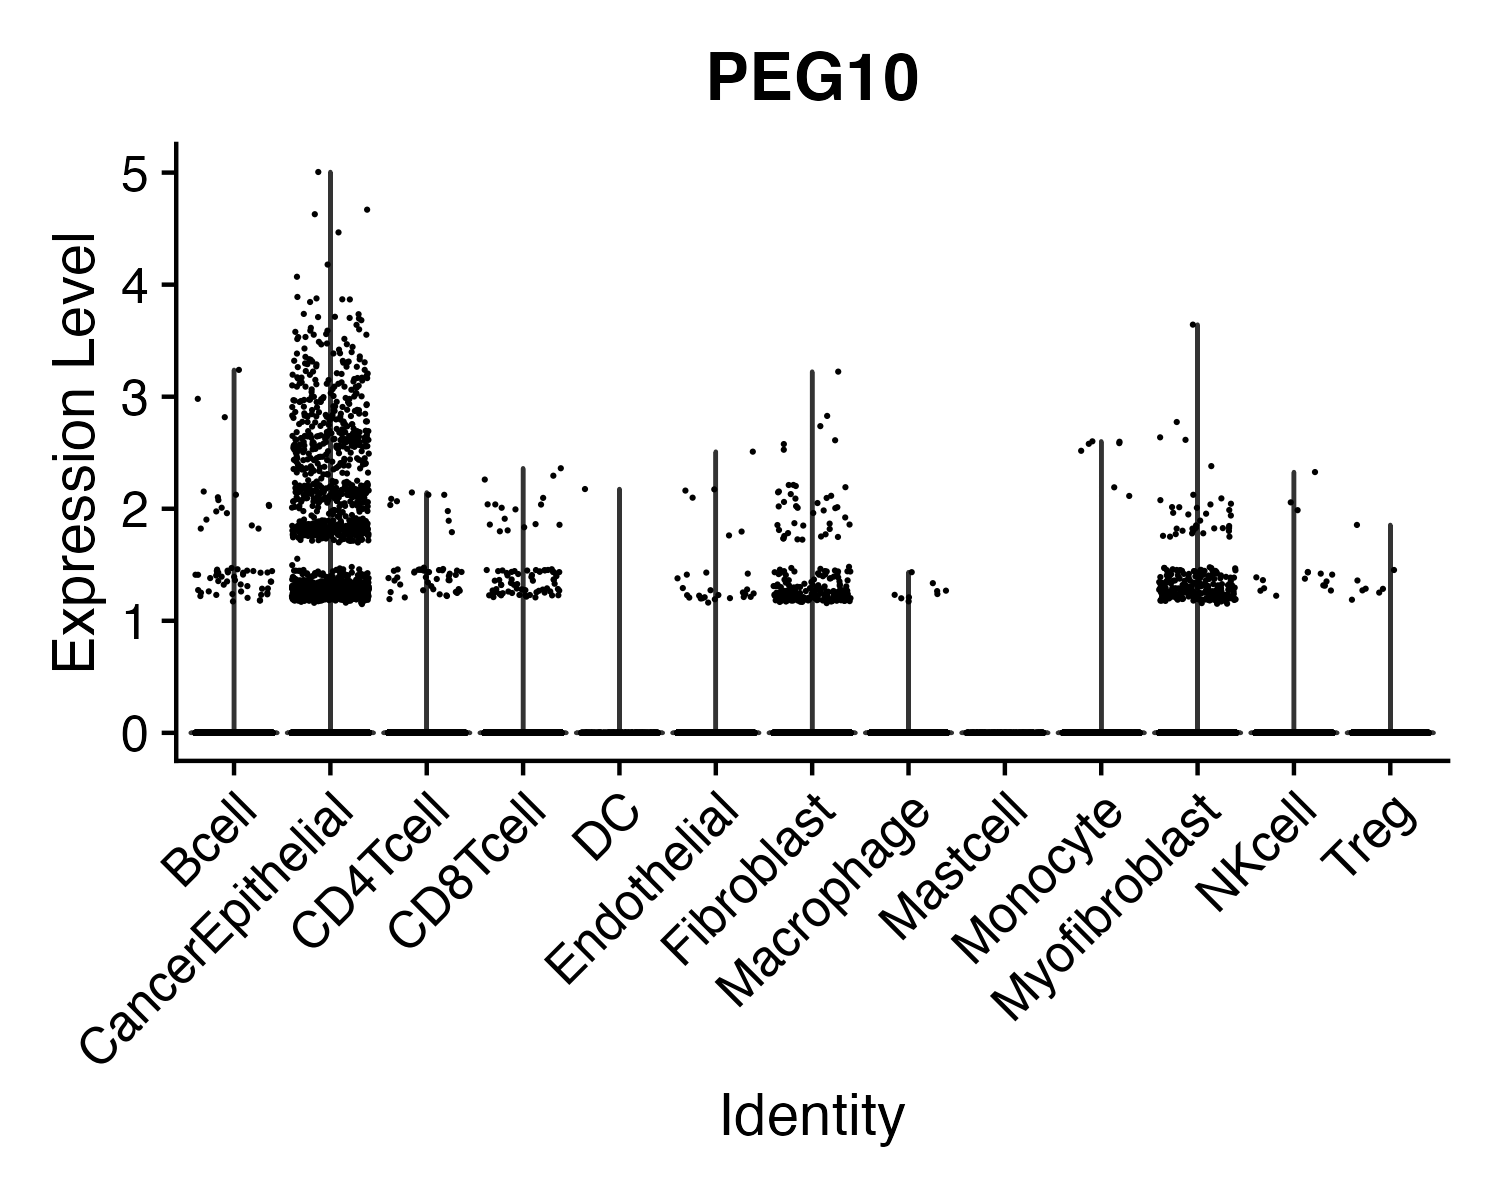 PEG10
Expression Level
5
4
3
2
1
0
Bcell
CancerEpithelial
CD4Tcell
CD8Tcell
DC
Endothelial
Fibroblast
Macrophage
Mastcell
Monocyte
Myofibroblast
NKcell
Treg
Identity